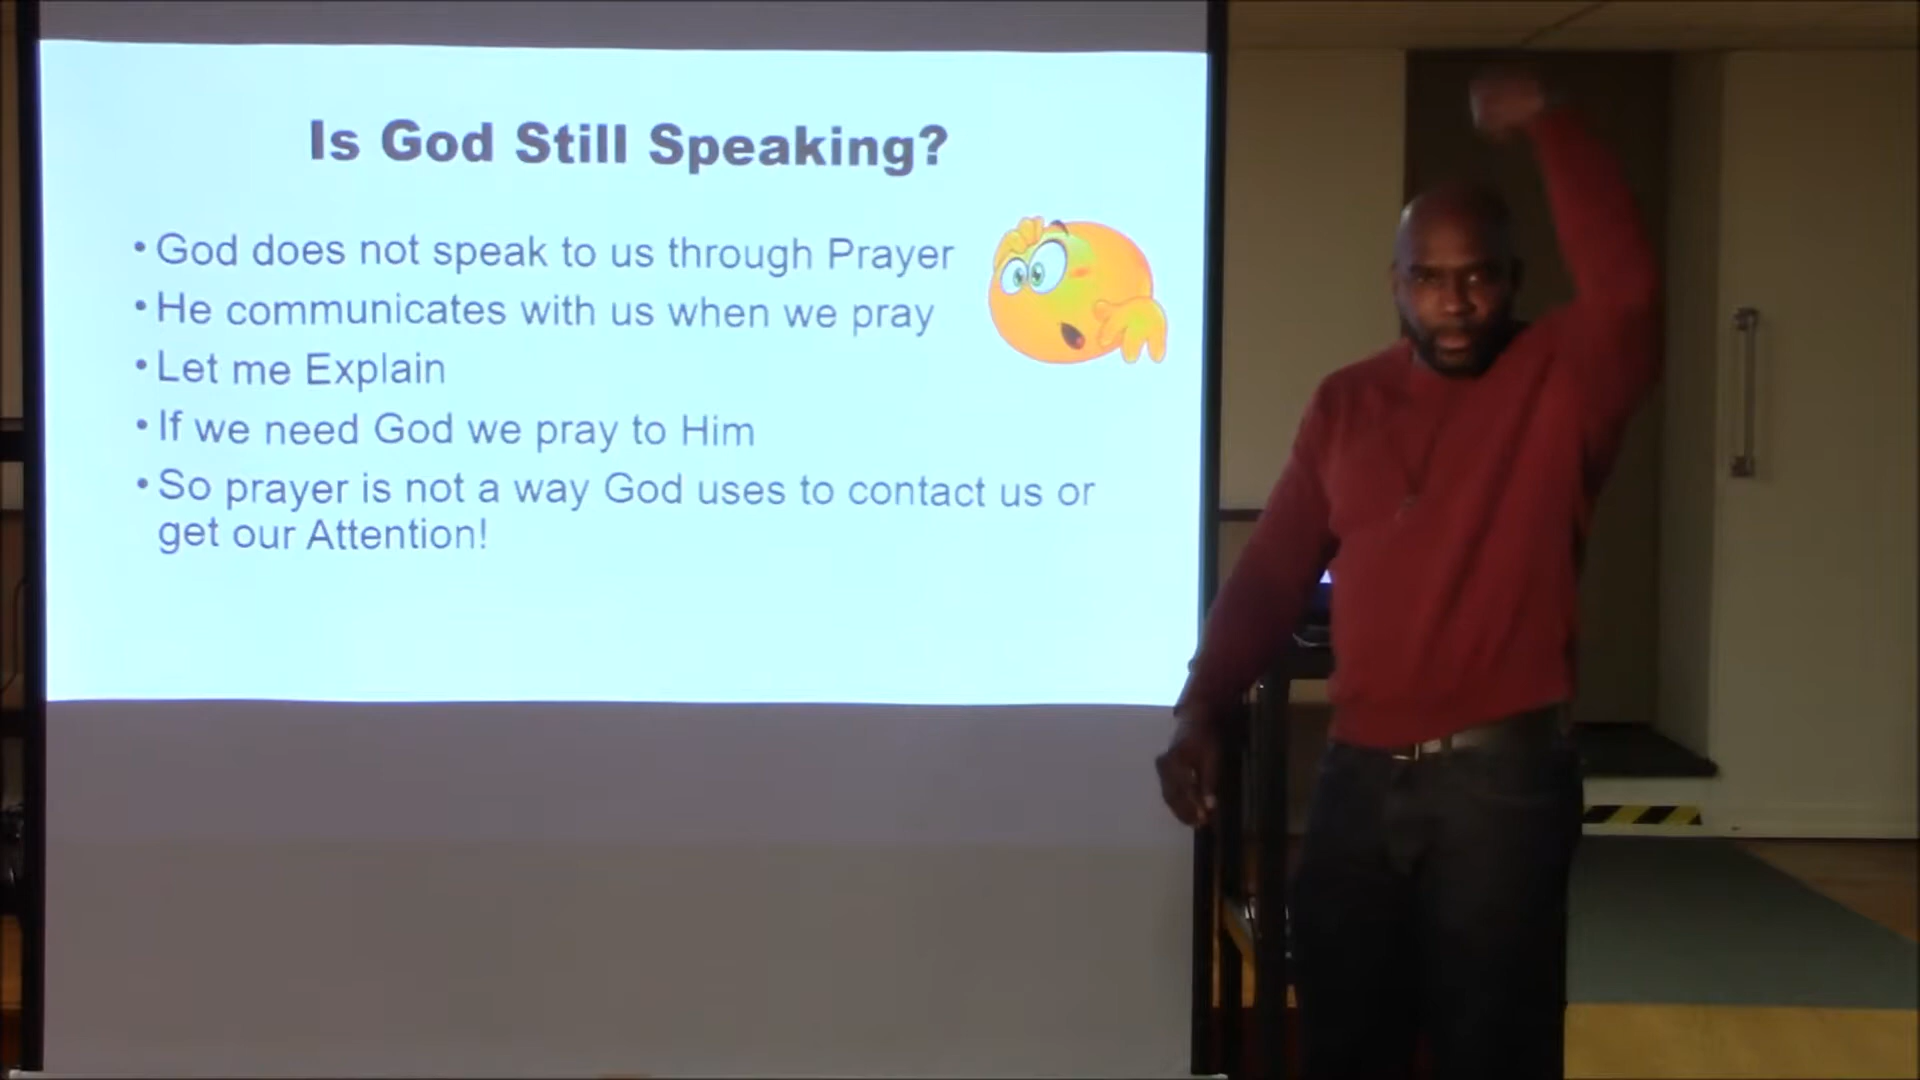 Is God Still Speaking?
• God does not speak to us through Prayer
• He communicates with us when we pray
• Let me Explain
• If we need God we pray to Him
• So prayer is not a way God uses to contact us or
get our Attention!